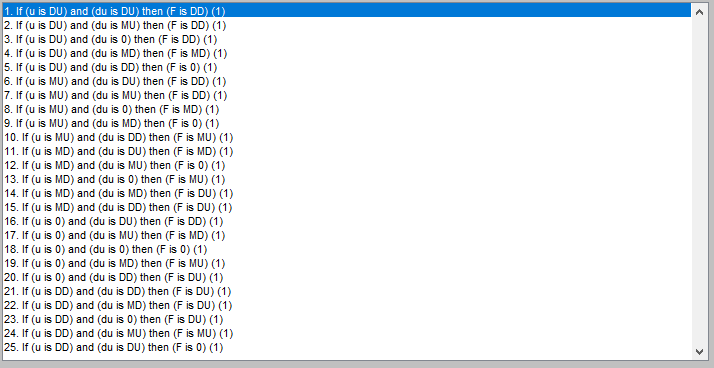 1. If (u is DU) and (du is DU) then (F is DD) (1)
2. If (u is DU) and (du is MU) then (F is DD) (1)
3. If (u is DU) and (du is 0) then (F is DD) (1)
4. If (u is DU) and (du is MD) then (F is MD) (1)
5. If (u is DU) and (du is DD) then (F is 0) (1)
6. If (u is MU) and (du is DU) then (F is DD) (1)
7. If (u is MU) and (du is MU) then (F is DD) (1)
8. If (u is MU) and (du is 0) then (F is MD) (1)
9. If (u is MU) and (du is MD) then (F is 0) (1)
10. If (u is MU) and (du is DD) then (F is MU) (1)
11. If (u is MD) and (du is DU) then (F is MD) (1)
12. If (u is MD) and (du is MU) then (F is 0) (1)
13. If (u is MD) and (du is 0) then (F is MU) (1)
14. If (u is MD) and (du is MD) then (F is DU) (1)
15. If (u is MD) and (du is DD) then (F is DU) (1)
16. If (u is 0) and (du is DU) then (F is DD) (1)
17. If (u is 0) and (du is MU) then (F is MD) (1)
18. If (u is 0) and (du is 0) then (F is 0) (1)
19. If (u is 0) and (du is MD) then (F is MU) (1)
20. If (u is 0) and (du is DD) then (F is DU) (1)
21. If (u is DD) and (du is DD) then (F is DU) (1)
22. If (u is DD) and (du is MD) then (F is DU) (1)
23. If (u is DD) and (du is 0) then (F is DU) (1)
24. If (u is DD) and (du is MU) then (F is MU) (1)
25. If (u is DD) and (du is DU) then (F is 0) (1)